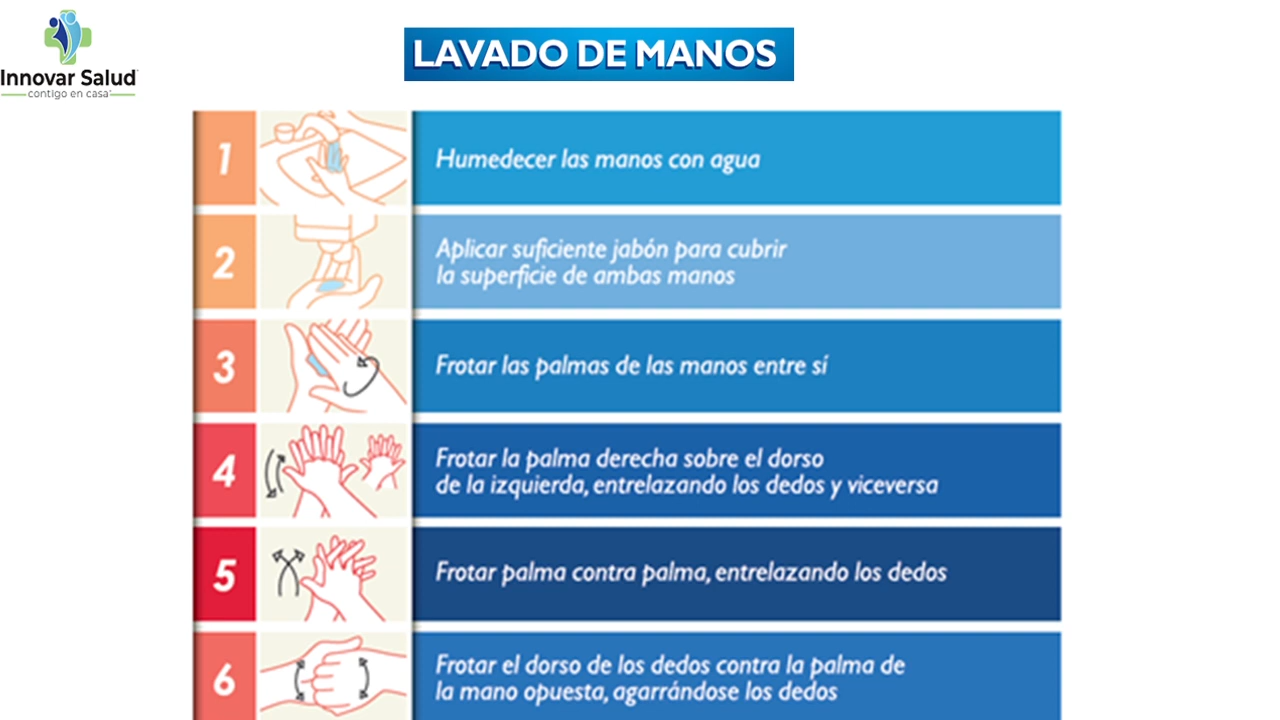 Innovar Salud
contigo en casa
LAVADO DE MANOS
1
Humedecer las manos con agua
2
Aplicar suficiente jabón para cubrir
la superficie de ambas manos
3
Frotar las palmas de las manos entre sí
4
Frotar la palma derecha sobre el dorso
de la izquierda, entrelazando los dedos y viceversa
5
Frotar palma contra palma, entrelazando los dedos
6
Frotar el dorso de los dedos contra la palma de
la mano opuesta, agarrándose los dedos